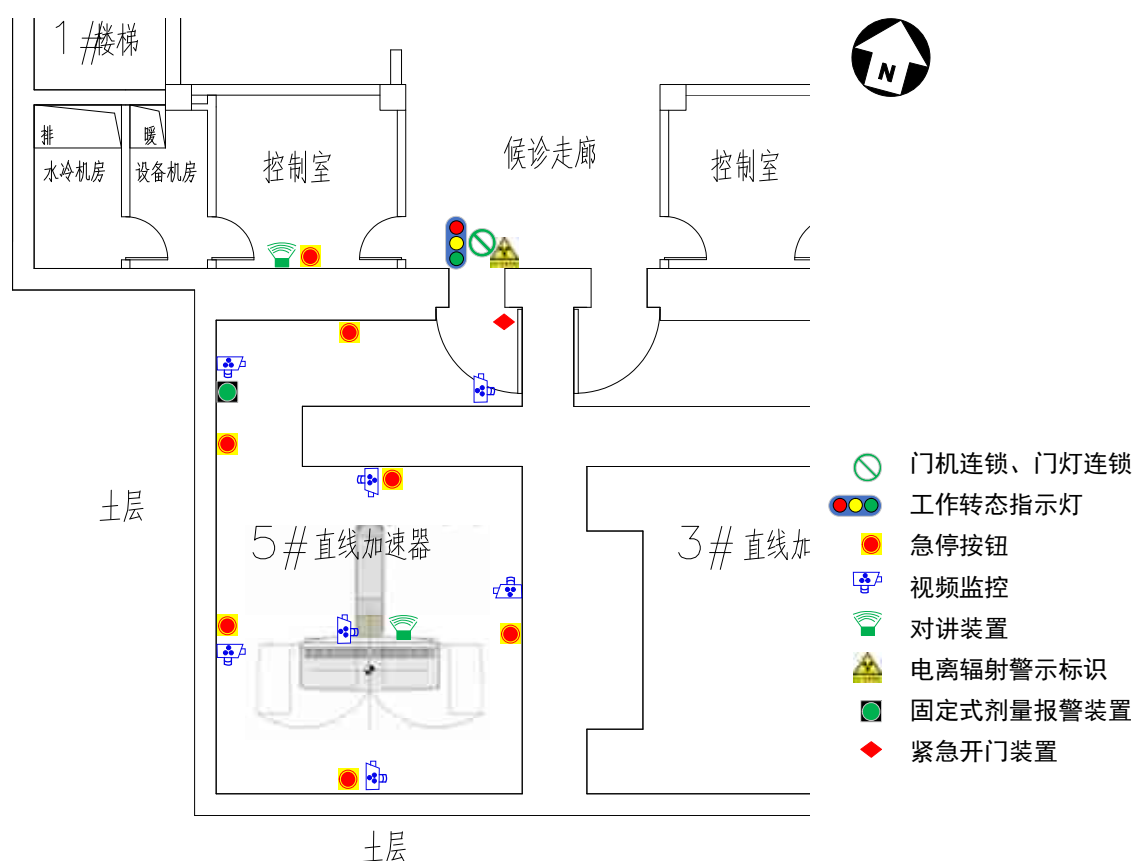 1#楼梯
N
排
暖
水冷机房
设备机房
控制室
候诊走廊
控制室
土层
5#直线加速器
3#直线加
门机连锁、门灯连锁
工作转态指示灯
急停按钮
视频监控
对讲装置
电离辐射警示标识
固定式剂量报警装置
紧急开门装置
土层